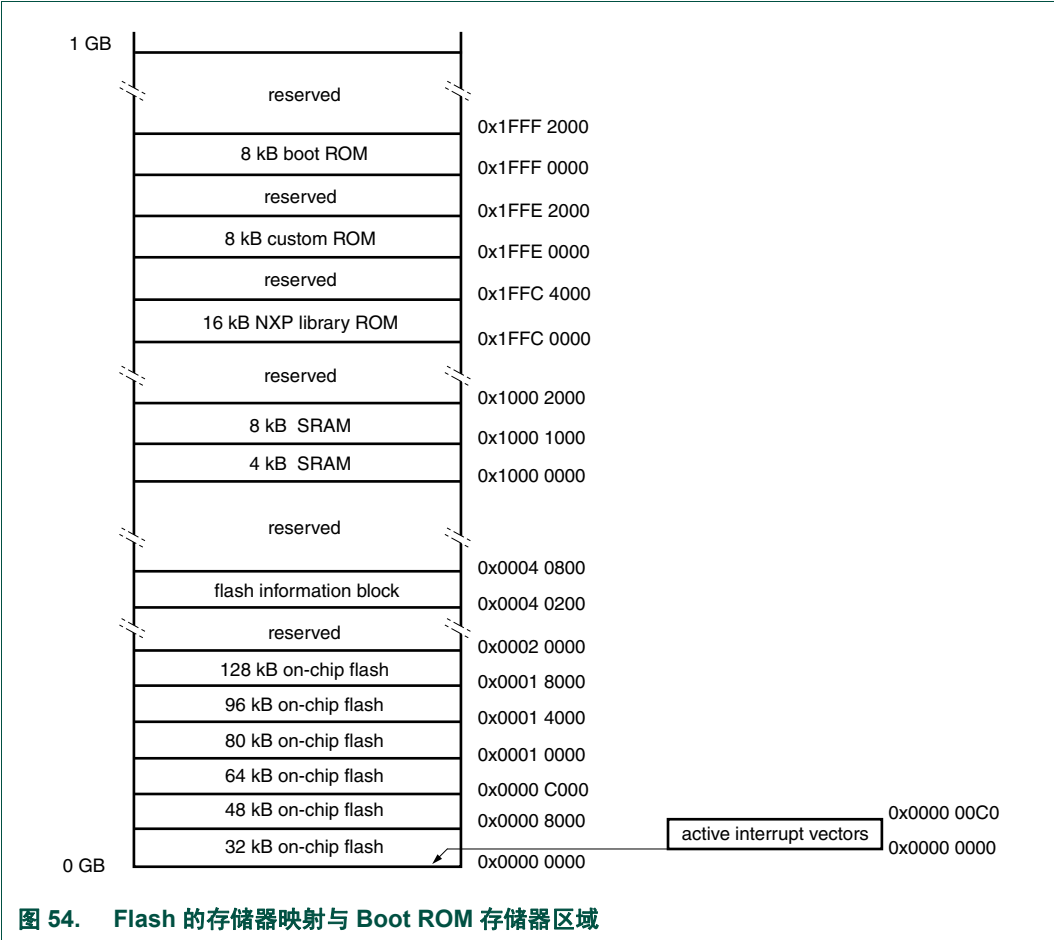 1 GB
reserved
0x1FFF 2000
8 kB boot ROM
0x1FFF 0000
reserved
0x1FFE 2000
8 kB custom ROM
0x1FFE 0000
reserved
0x1FFC 4000
16 kB NXP library ROM
0x1FFC 0000
reserved
0x1000 2000
8 kB SRAM
0x1000 1000
4 kB SRAM
0x1000 0000
reserved
0x0004 0800
flash information block
0x0004 0200
reserved
0x0002 0000
128 kB on-chip flash
0x0001 8000
96 kB on-chip flash
0x0001 4000
80 kB on-chip flash
0x0001 0000
64 kB on-chip flash
0x0000 C000
48 kB on-chip flash
0x0000 8000
32 kB on-chip flash
0x0000 0000
0 GB
0x0000 00C0
active interrupt vectors
0x0000 0000
图 54. Flash 的存储器映射与 Boot ROM 存储器区域